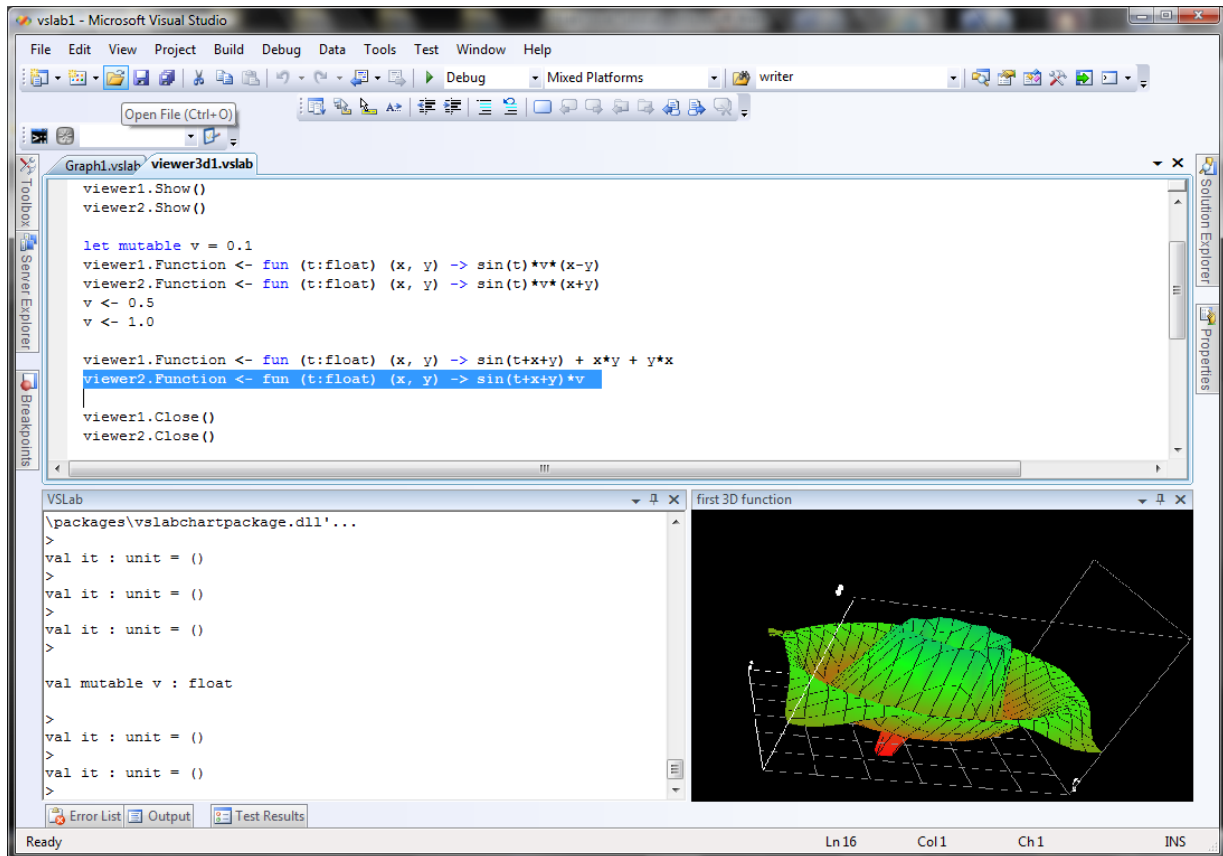 vslab1 - Microsoft Visual Studio
File Edit View Project Build Debug Data Tools Test Window Help
Debug Mixed Platforms writer
Open File (Ctrl+O)
Graph1.vslab viewer3d1.vslab
Toolbox
Server Explorer
Breakpoints
Solution Explorer
Properties
viewer1.Show()
viewer2.Show()
let mutable v = 0.1
viewer1.Function <- fun (t:float) (x, y) -> sin(t)*v*(x-y)
viewer2.Function <- fun (t:float) (x, y) -> sin(t)*v*(x+y)
v <- 0.5
v <- 1.0
viewer1.Function <- fun (t:float) (x, y) -> sin(t+x+y) + x*y + y*x
viewer2.Function <- fun (t:float) (x, y) -> sin(t+x+y)*v
viewer1.Close()
viewer2.Close()
VSLab
\packages\vslabchartpackage.dll'...
>
val it : unit = ()
>
val it : unit = ()
>
val it : unit = ()
>
val mutable v : float
>
val it : unit = ()
>
val it : unit = ()
>
first 3D function
Error List Output Test Results
Ready Ln 16 Col 1 Ch 1 INS